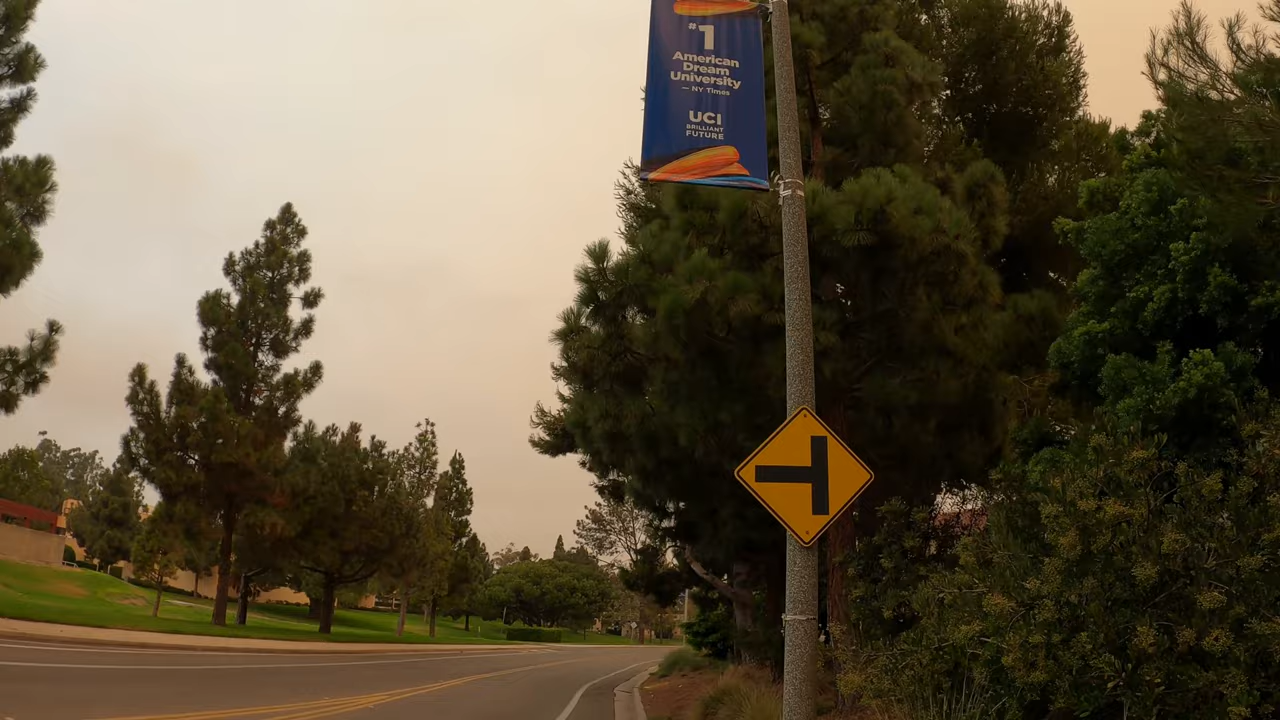 #1
American
Dream
University
— NY Times
UCI
BRILLIANT
FUTURE